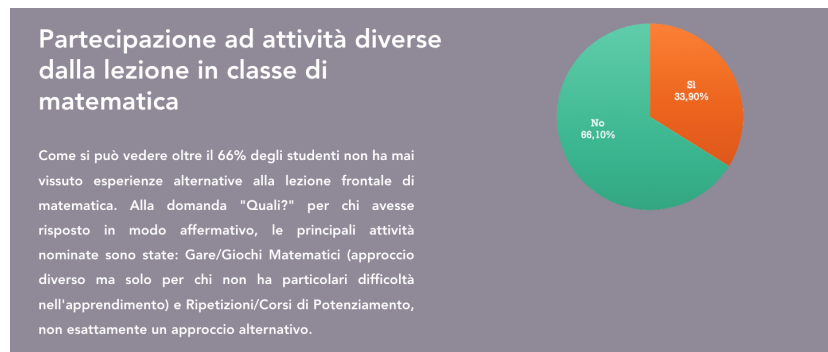 Partecipazione ad attività diverse
dalla lezione in classe di
matematica
Come si può vedere oltre il 66% degli studenti non ha mai
vissuto esperienze alternative alla lezione frontale di
matematica. Alla domanda "Quali?" per chi avesse
risposto in modo affermativo, le principali attività
nominate sono state: Gare/Giochi Matematici (approccio
diverso ma solo per chi non ha particolari difficoltà
nell'apprendimento) e Ripetizioni/Corsi di Potenziamento,
non esattamente un approccio alternativo.
Sì
33,90%
No
66,10%